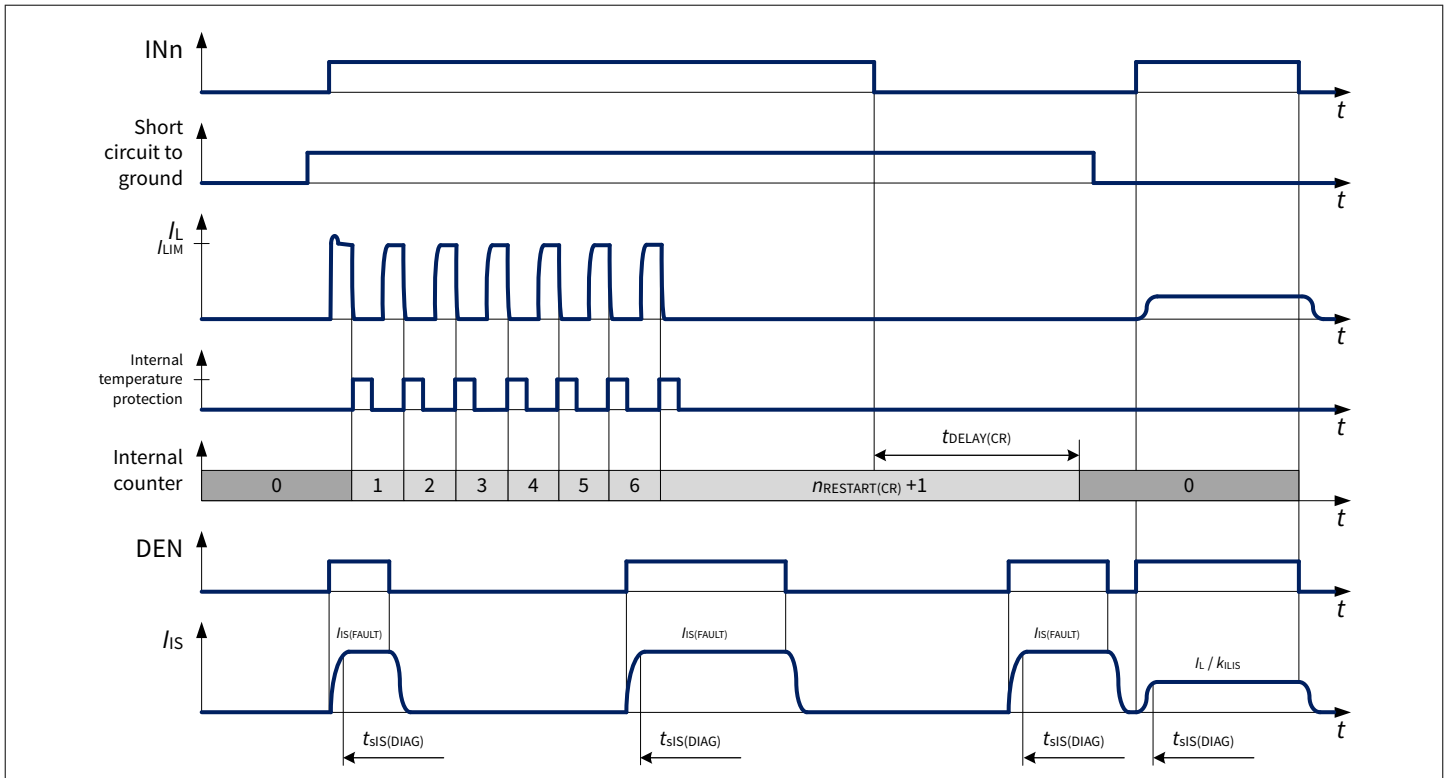 INn
t
Short
circuit to
ground
t
IL
ILIM
t
Internal
temperature
protection
t
tDELAY(CR)
Internal
counter
0 1 2 3 4 5 6 nRESTART(CR) +1 0
t
DEN
t
IIS
IIS(FAULT) IIS(FAULT) IIS(FAULT) IL / kILIS
t
tsIS(DIAG) tsIS(DIAG) tsIS(DIAG) tsIS(DIAG)